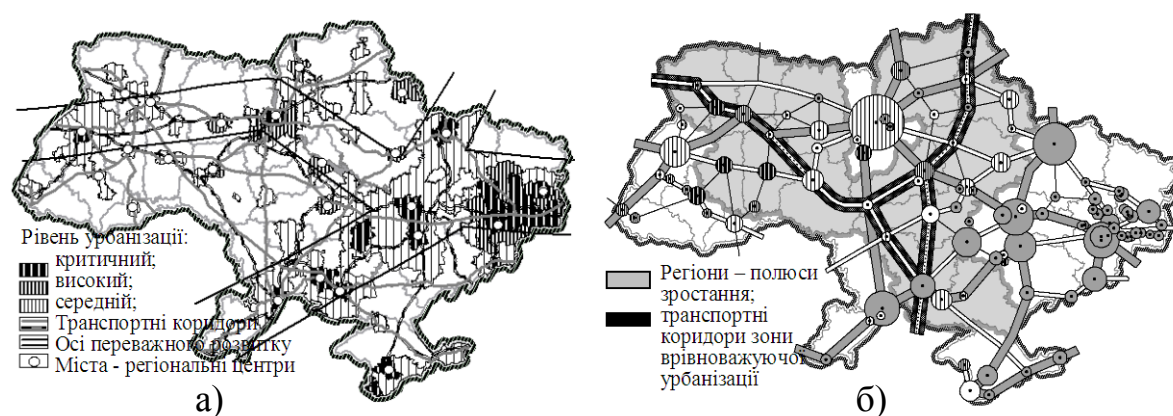 Рівень урбанізації:
критичний;
високий;
середній;
Транспортні коридори
Осі переважного розвитку
Міста - регіональні центри
а)
Регіони – полюси
зростання;
транспортні
коридори зони
врівноважуючої
урбанізації
б)